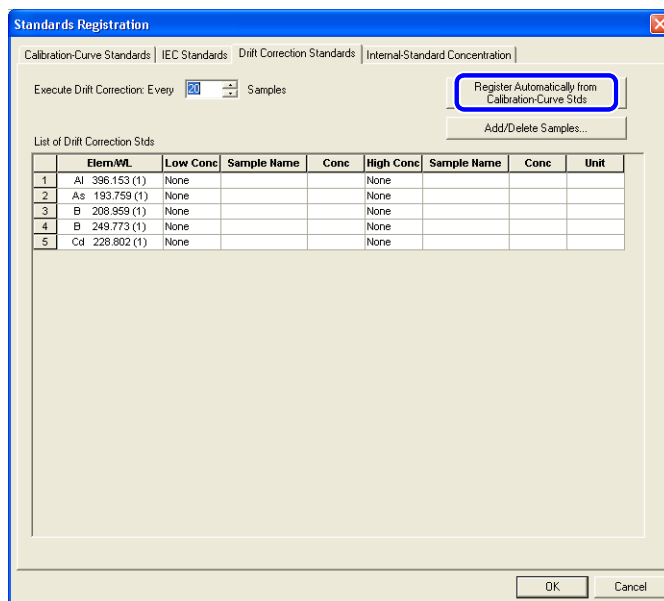 Standards Registration
Calibration-Curve Standards IEC Standards Drift Correction Standards Internal-Standard Concentration
Execute Drift Correction: Every 20 Samples
Register Automatically from
Calibration-Curve Stds
Add/Delete Samples...
List of Drift Correction Stds
Elem/WL Low Conc Sample Name Conc High Conc Sample Name Conc Unit
1 Al 396.153 (1) None None
2 As 193.759 (1) None None
3 B 208.959 (1) None None
4 B 249.773 (1) None None
5 Cd 228.802 (1) None None
OK Cancel